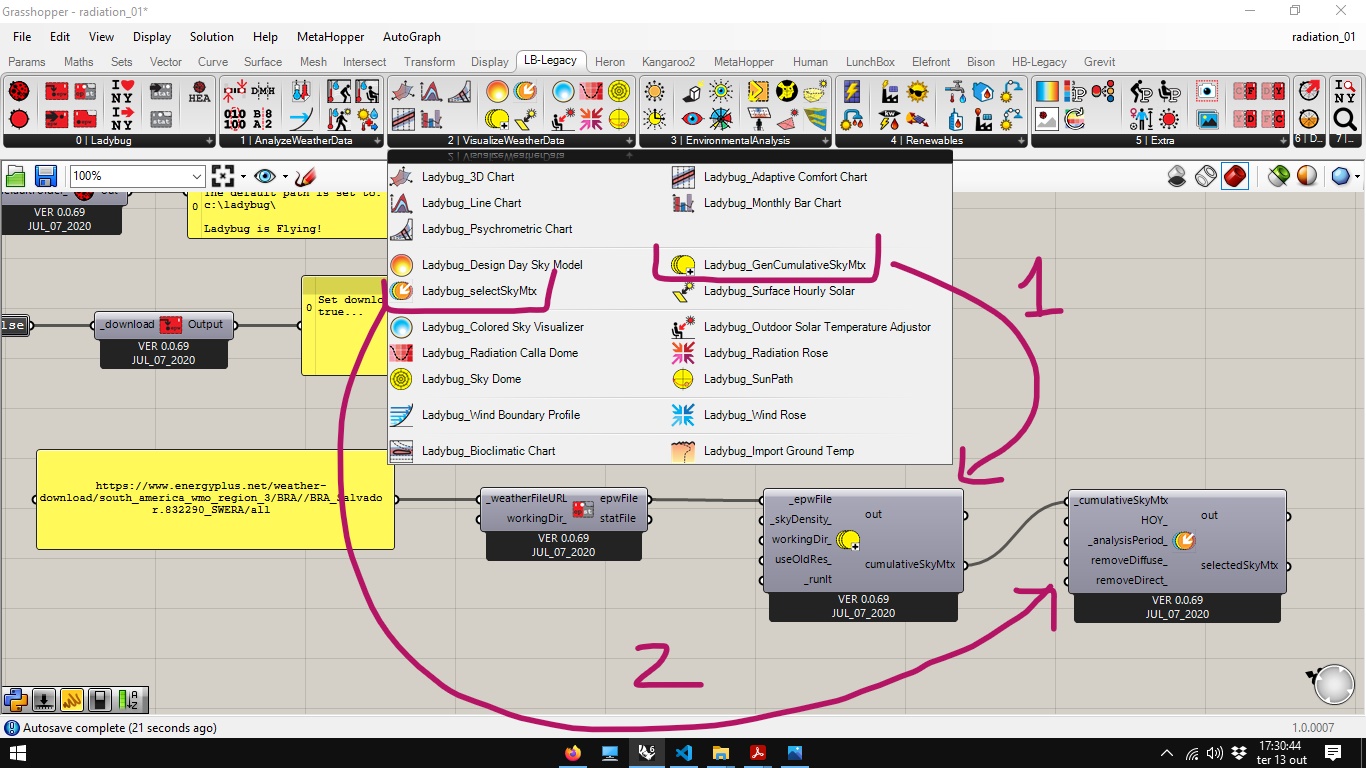 Grasshopper - radiation_01*
File Edit View Display Solution Help MetaHopper AutoGraph radiation_01
Params Maths Sets Vector Curve Surface Mesh Intersect Transform Display LB-Legacy Heron Kangaroo2 MetaHopper Human LunchBox Elefront Bison HB-Legacy Grevit
0 | Ladybug 1 | AnalyzeWeatherData 2 | VisualizeWeatherData 3 | EnvironmentalAnalysis 4 | Renewables 5 | Extra 6 | D... 7 |...
2 | VisualizeWeatherData
100%
Ladybug_3D Chart Ladybug_Adaptive Comfort Chart
Ladybug_Line Chart Ladybug_Monthly Bar Chart
Ladybug_Psychrometric Chart
Ladybug_Design Day Sky Model Ladybug_GenCumulativeSkyMtx
Ladybug_selectSkyMtx Ladybug_Surface Hourly Solar
Ladybug_Colored Sky Visualizer Ladybug_Outdoor Solar Temperature Adjustor
Ladybug_Radiation Calla Dome Ladybug_Radiation Rose
Ladybug_Sky Dome Ladybug_SunPath
Ladybug_Wind Boundary Profile Ladybug_Wind Rose
Ladybug_Bioclimatic Chart Ladybug_Import Ground Temp
VER 0.0.69
JUL_07_2020
0
The default path is set to:
c:\ladybug\
Ladybug is Flying!
_download Output
VER 0.0.69
JUL_07_2020
0
true...
1
https://www.energyplus.net/weather-
download/south_america_wmo_region_3/BRA//BRA_Salvado
r.832290_SWERA/all
_weatherFileURL _epwFile
workingDir_ statFile
VER 0.0.69
JUL_07_2020
_epwFile
_skyDensity_
workingDir_
useOldRes_
_runIt
out
cumulativeSkyMtx
VER 0.0.69
JUL_07_2020
_cumulativeSkyMtx
HOY_
_analysisPeriod_
removeDiffuse_
removeDirect_
out
selectedSkyMtx
VER 0.0.69
JUL_07_2020
2
Autosave complete (21 seconds ago) 1.0.0007
17:30:44
ter 13 out